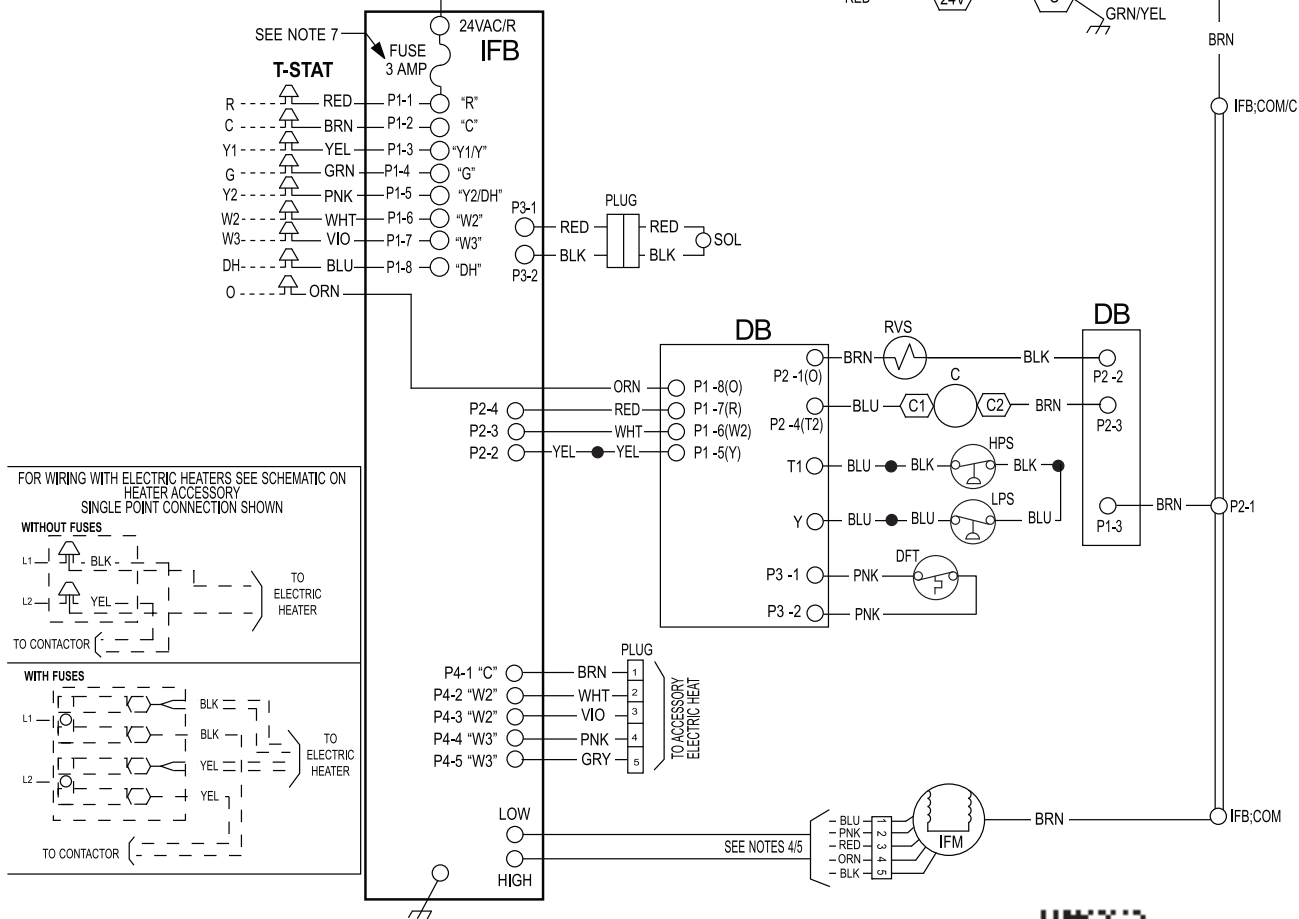 RED
24V
C
GRN/YEL
BRN
24VAC/R
SEE NOTE 7
FUSE
3 AMP
IFB
T-STAT
R RED P1-1 "R"
C BRN P1-2 "C"
Y1 YEL P1-3 "Y1/Y"
G GRN P1-4 "G"
Y2 PNK P1-5 "Y2/DH"
W2 WHT P1-6 "W2"
W3 VIO P1-7 "W3"
DH BLU P1-8 "DH"
O ORN
IFB;COM/C
P3-1 PLUG
RED RED
SOL
BLK BLK
P3-2
DB
RVS
DB
P2 -1(O) BRN BLK P2 -2
C
P2 -4(T2) BLU C1 C2 BRN P2-3
ORN P1 -8(O)
P2-4 RED P1 -7(R)
P2-3 WHT P1 -6(W2)
P2-2 YEL YEL P1 -5(Y)
HPS
T1 BLU BLK BLK
LPS
Y BLU BLU BLU
P1-3 BRN P2-1
DFT
P3 -1 PNK
P3 -2 PNK
FOR WIRING WITH ELECTRIC HEATERS SEE SCHEMATIC ON
HEATER ACCESSORY
SINGLE POINT CONNECTION SHOWN
WITHOUT FUSES
L1 BLK
L2 YEL
TO
ELECTRIC
HEATER
TO CONTACTOR
WITH FUSES
L1 BLK
BLK
L2 YEL
YEL
TO
ELECTRIC
HEATER
TO CONTACTOR
PLUG
P4-1 "C" BRN 1
P4-2 "W2" WHT 2
P4-3 "W2" VIO 3
P4-4 "W3" PNK 4
P4-5 "W3" GRY 5
TO ACCESSORY
ELECTRIC HEAT
LOW
HIGH
SEE NOTES 4/5
BLU 1
PNK 2
RED 3
ORN 4
BLK 5
IFM
BRN
IFB;COM